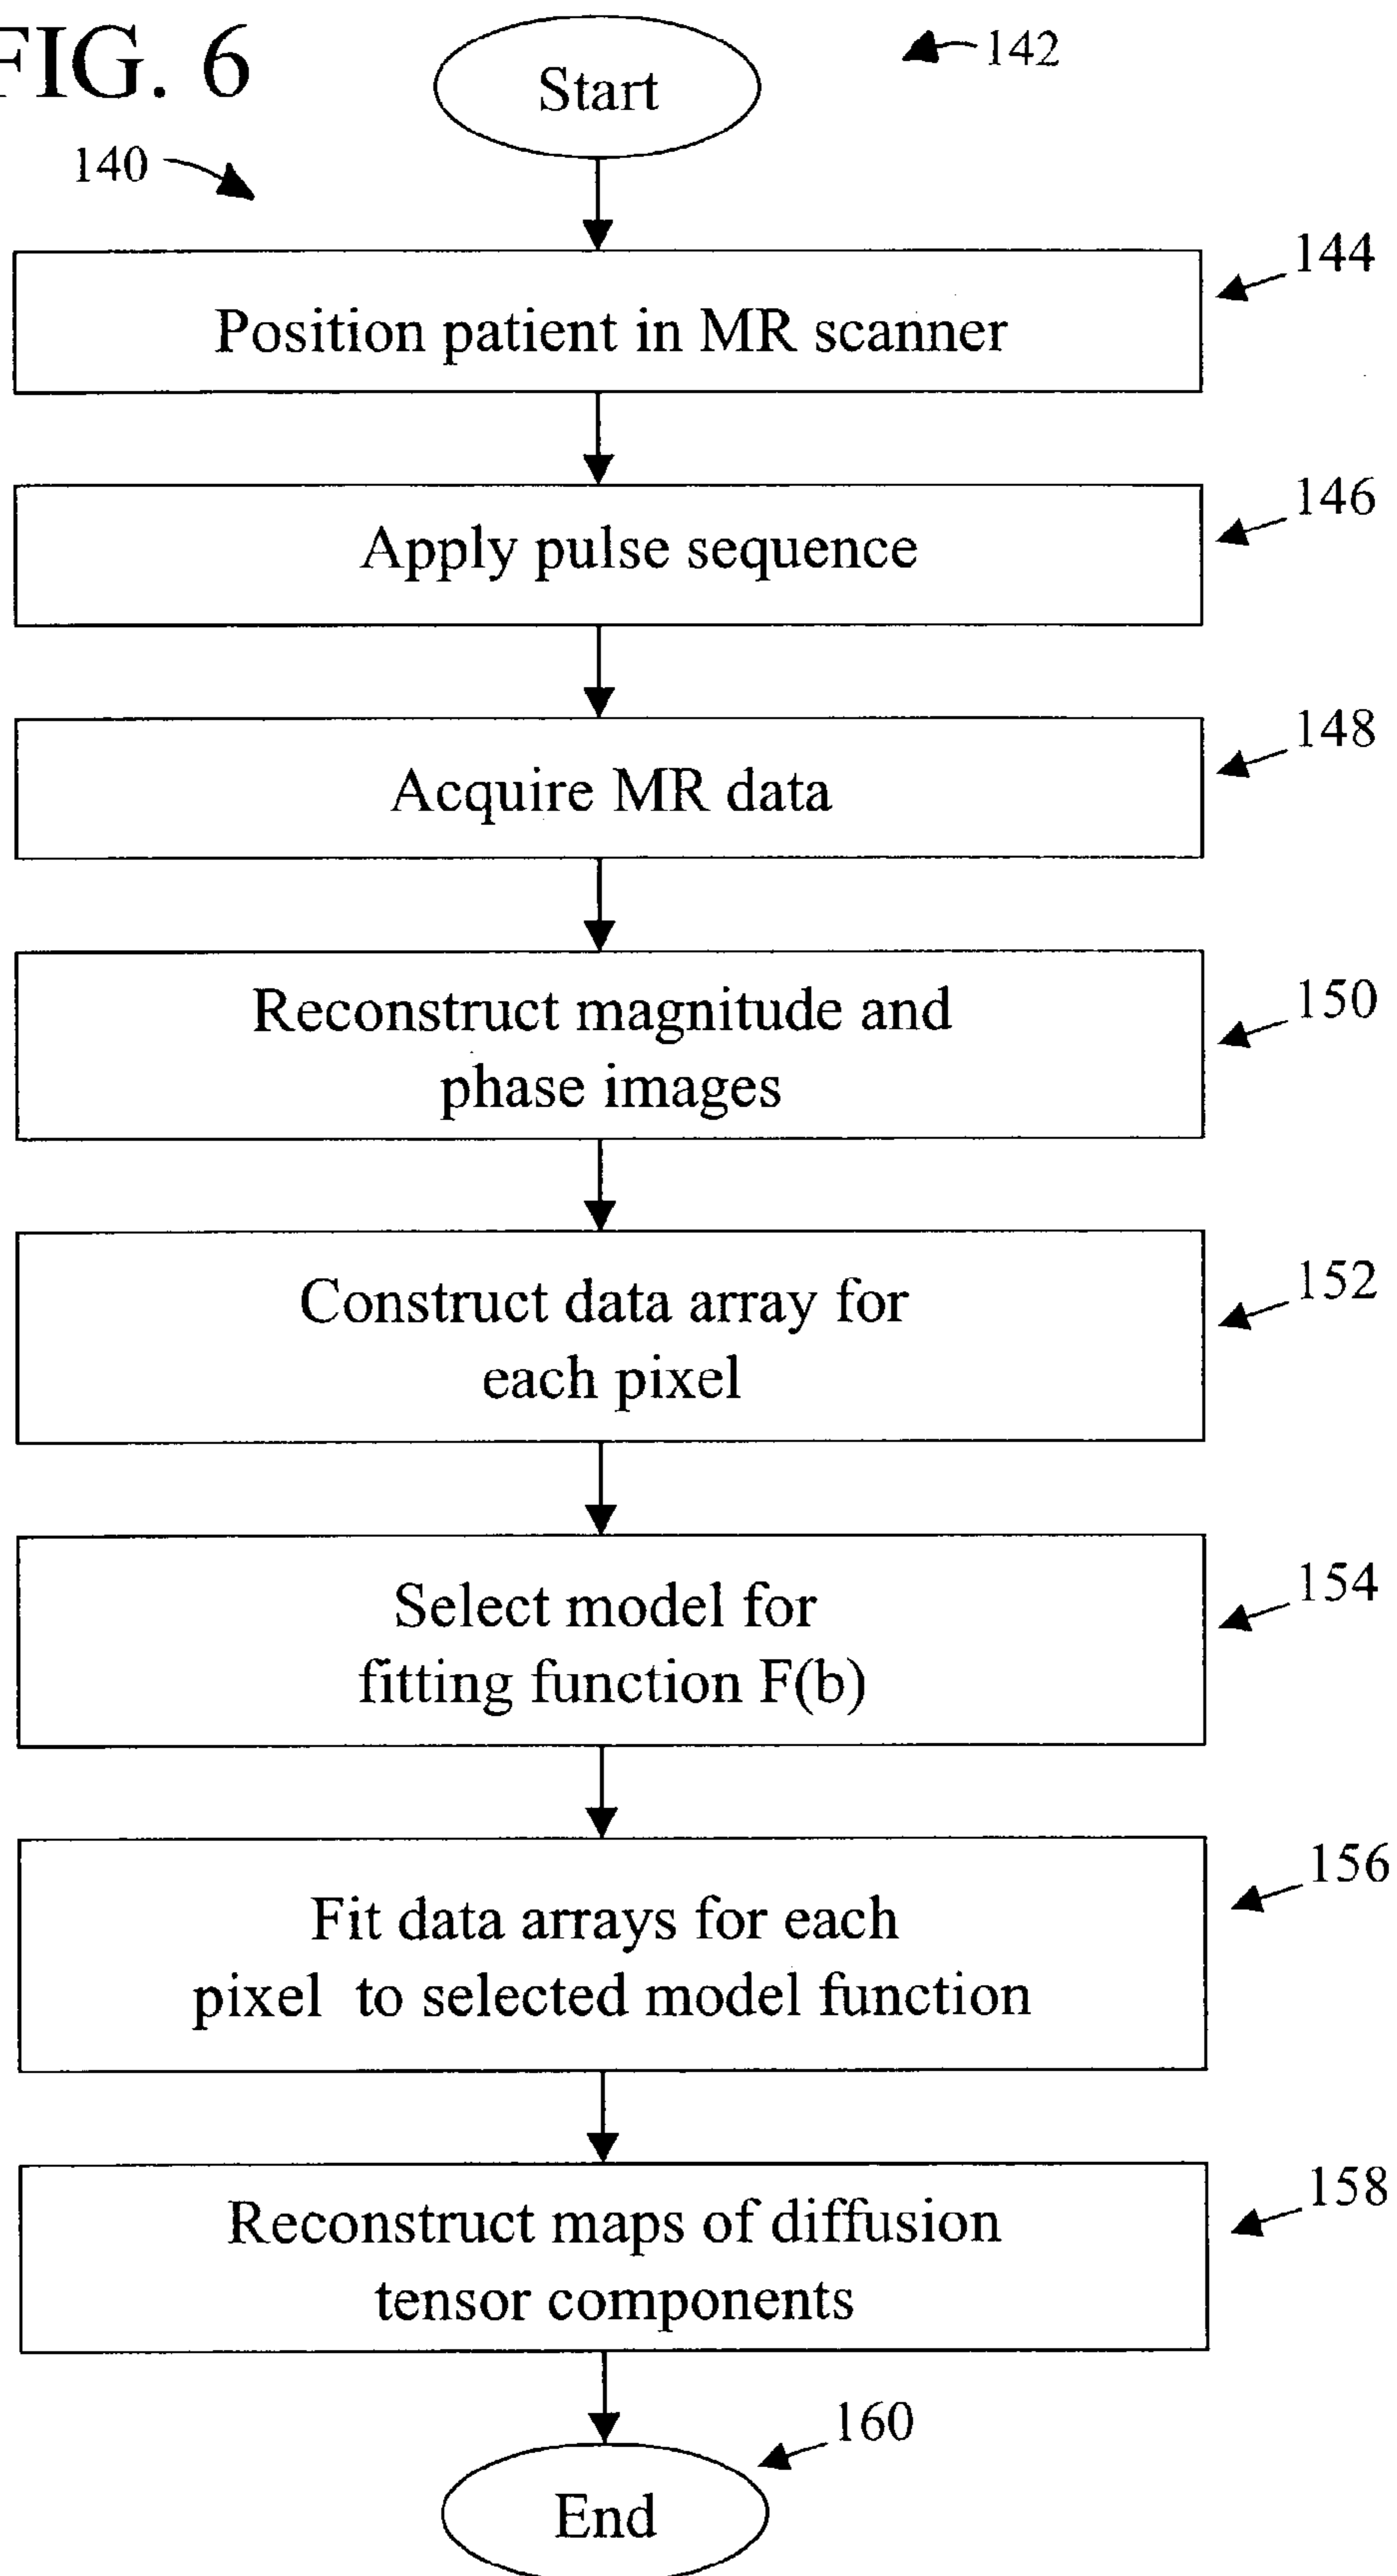 FIG. 6
Start
142
140
144
Position patient in MR scanner
146
Apply pulse sequence
148
Acquire MR data
150
Reconstruct magnitude and
phase images
152
Construct data array for
each pixel
154
Select model for
fitting function F(b)
156
Fit data arrays for each
pixel to selected model function
158
Reconstruct maps of diffusion
tensor components
160
End